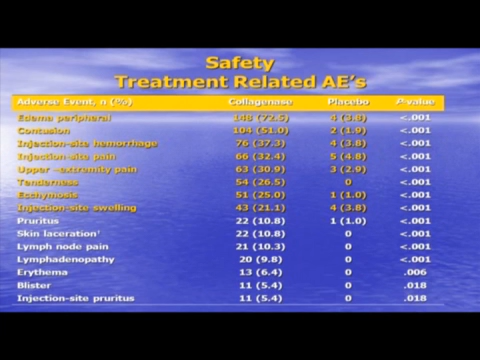 Safety
Treatment Related AE's
Adverse Event, n (%) Collagenase Placebo P-value
Edema peripheral 148 (72.5) 4 (3.8) <.001
Contusion 104 (51.0) 2 (1.9) <.001
Injection-site hemorrhage 76 (37.3) 4 (3.8) <.001
Injection-site pain 66 (32.4) 5 (4.8) <.001
Upper -extremity pain 63 (30.9) 3 (2.9) <.001
Tenderness 54 (26.5) 0 <.001
Ecchymosis 51 (25.0) 1 (1.0) <.001
Injection-site swelling 43 (21.1) 4 (3.8) <.001
Pruritus 22 (10.8) 1 (1.0) <.001
Skin laceration† 22 (10.8) 0 <.001
Lymph node pain 21 (10.3) 0 <.001
Lymphadenopathy 20 (9.8) 0 <.001
Erythema 13 (6.4) 0 .006
Blister 11 (5.4) 0 .018
Injection-site pruritus 11 (5.4) 0 .018